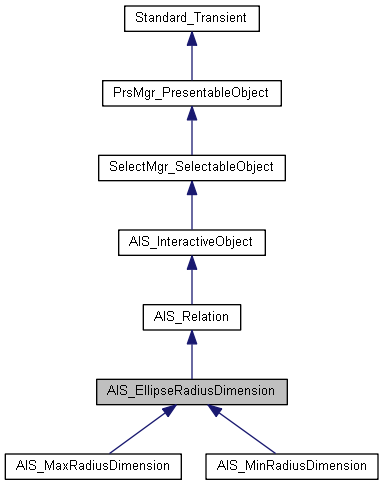 Standard_Transient
PrsMgr_PresentableObject
SelectMgr_SelectableObject
AIS_InteractiveObject
AIS_Relation
AIS_EllipseRadiusDimension
AIS_MaxRadiusDimension
AIS_MinRadiusDimension